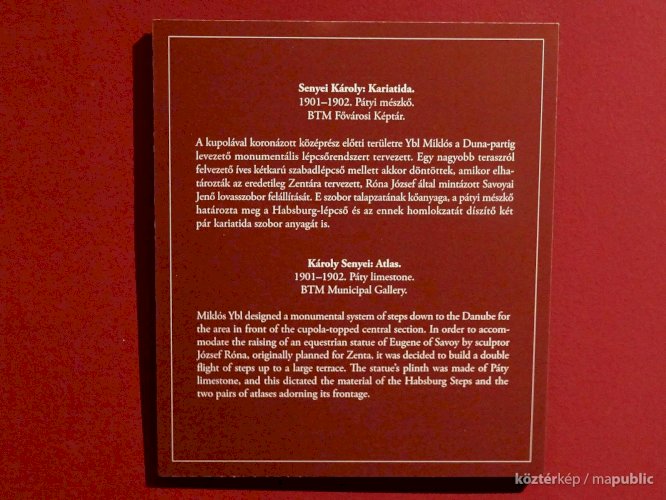 Senyei Károly: Kariatida.
1901–1902. Pátyi mészkő.
BTM Fővárosi Képtár.
A kupolával koronázott középrész előtti területre Ybl Miklós a Duna-partig
levezető monumentális lépcsőrendszert tervezett. Egy nagyobb teraszról
felvezető íves kétkarú szabadlépcső mellett akkor döntöttek, amikor elha-
tározták az eredetileg Zentára tervezett, Róna József által mintázott Savoyai
Jenő lovasszobor felállítását. E szobor talapzatának kőanyaga, a pátyi mészkő
határozta meg a Habsburg-lépcső és az ennek homlokzatát díszítő két
pár kariatida szobor anyagát is.
Károly Senyei: Atlas.
1901–1902. Páty limestone.
BTM Municipal Gallery.
Miklós Ybl designed a monumental system of steps down to the Danube for
the area in front of the cupola-topped central section. In order to accom-
modate the raising of an equestrian statue of Eugene of Savoy by sculptor
József Róna, originally planned for Zenta, it was decided to build a double
flight of steps up to a large terrace. The statue's plinth was made of Páty
limestone, and this dictated the material of the Habsburg Steps and the
two pairs of atlases adorning its frontage.
köztérkép / mapublic